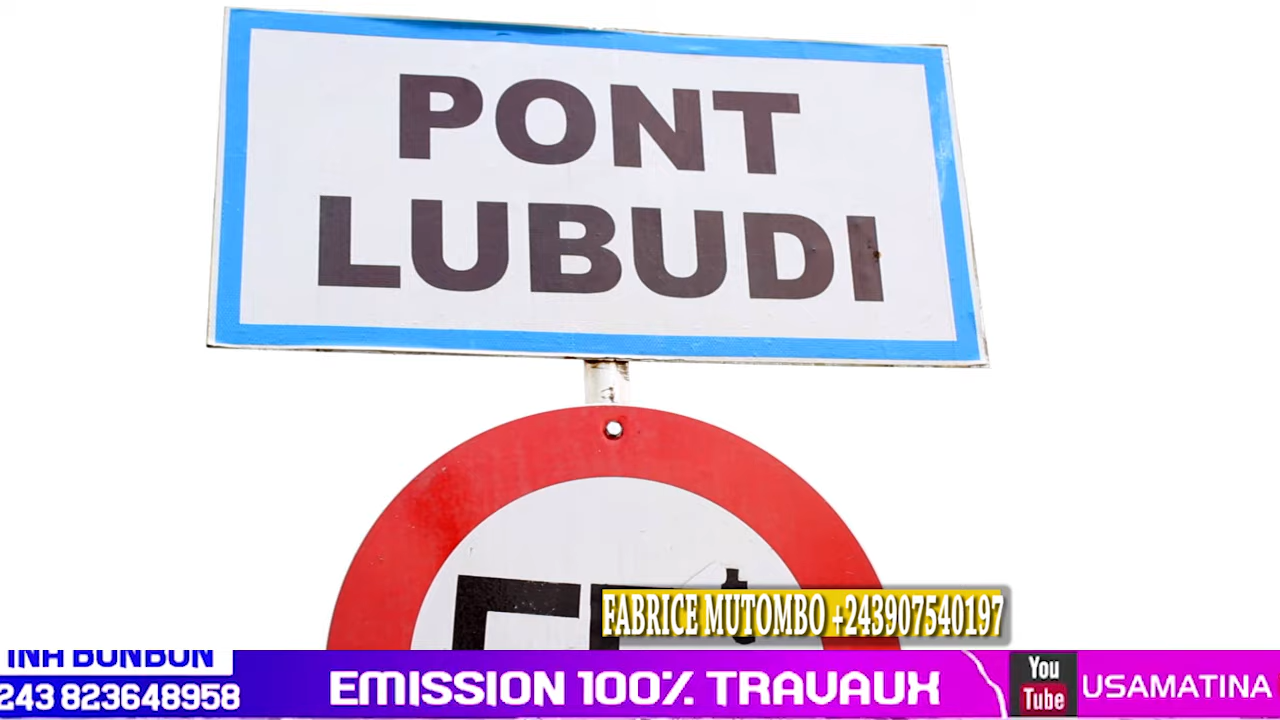 PONT
LUBUDI
t
FABRICE MUTOMBO +243907540197
243 823648958
EMISSION 100% TRAVAUX
You
Tube
USAMATINA